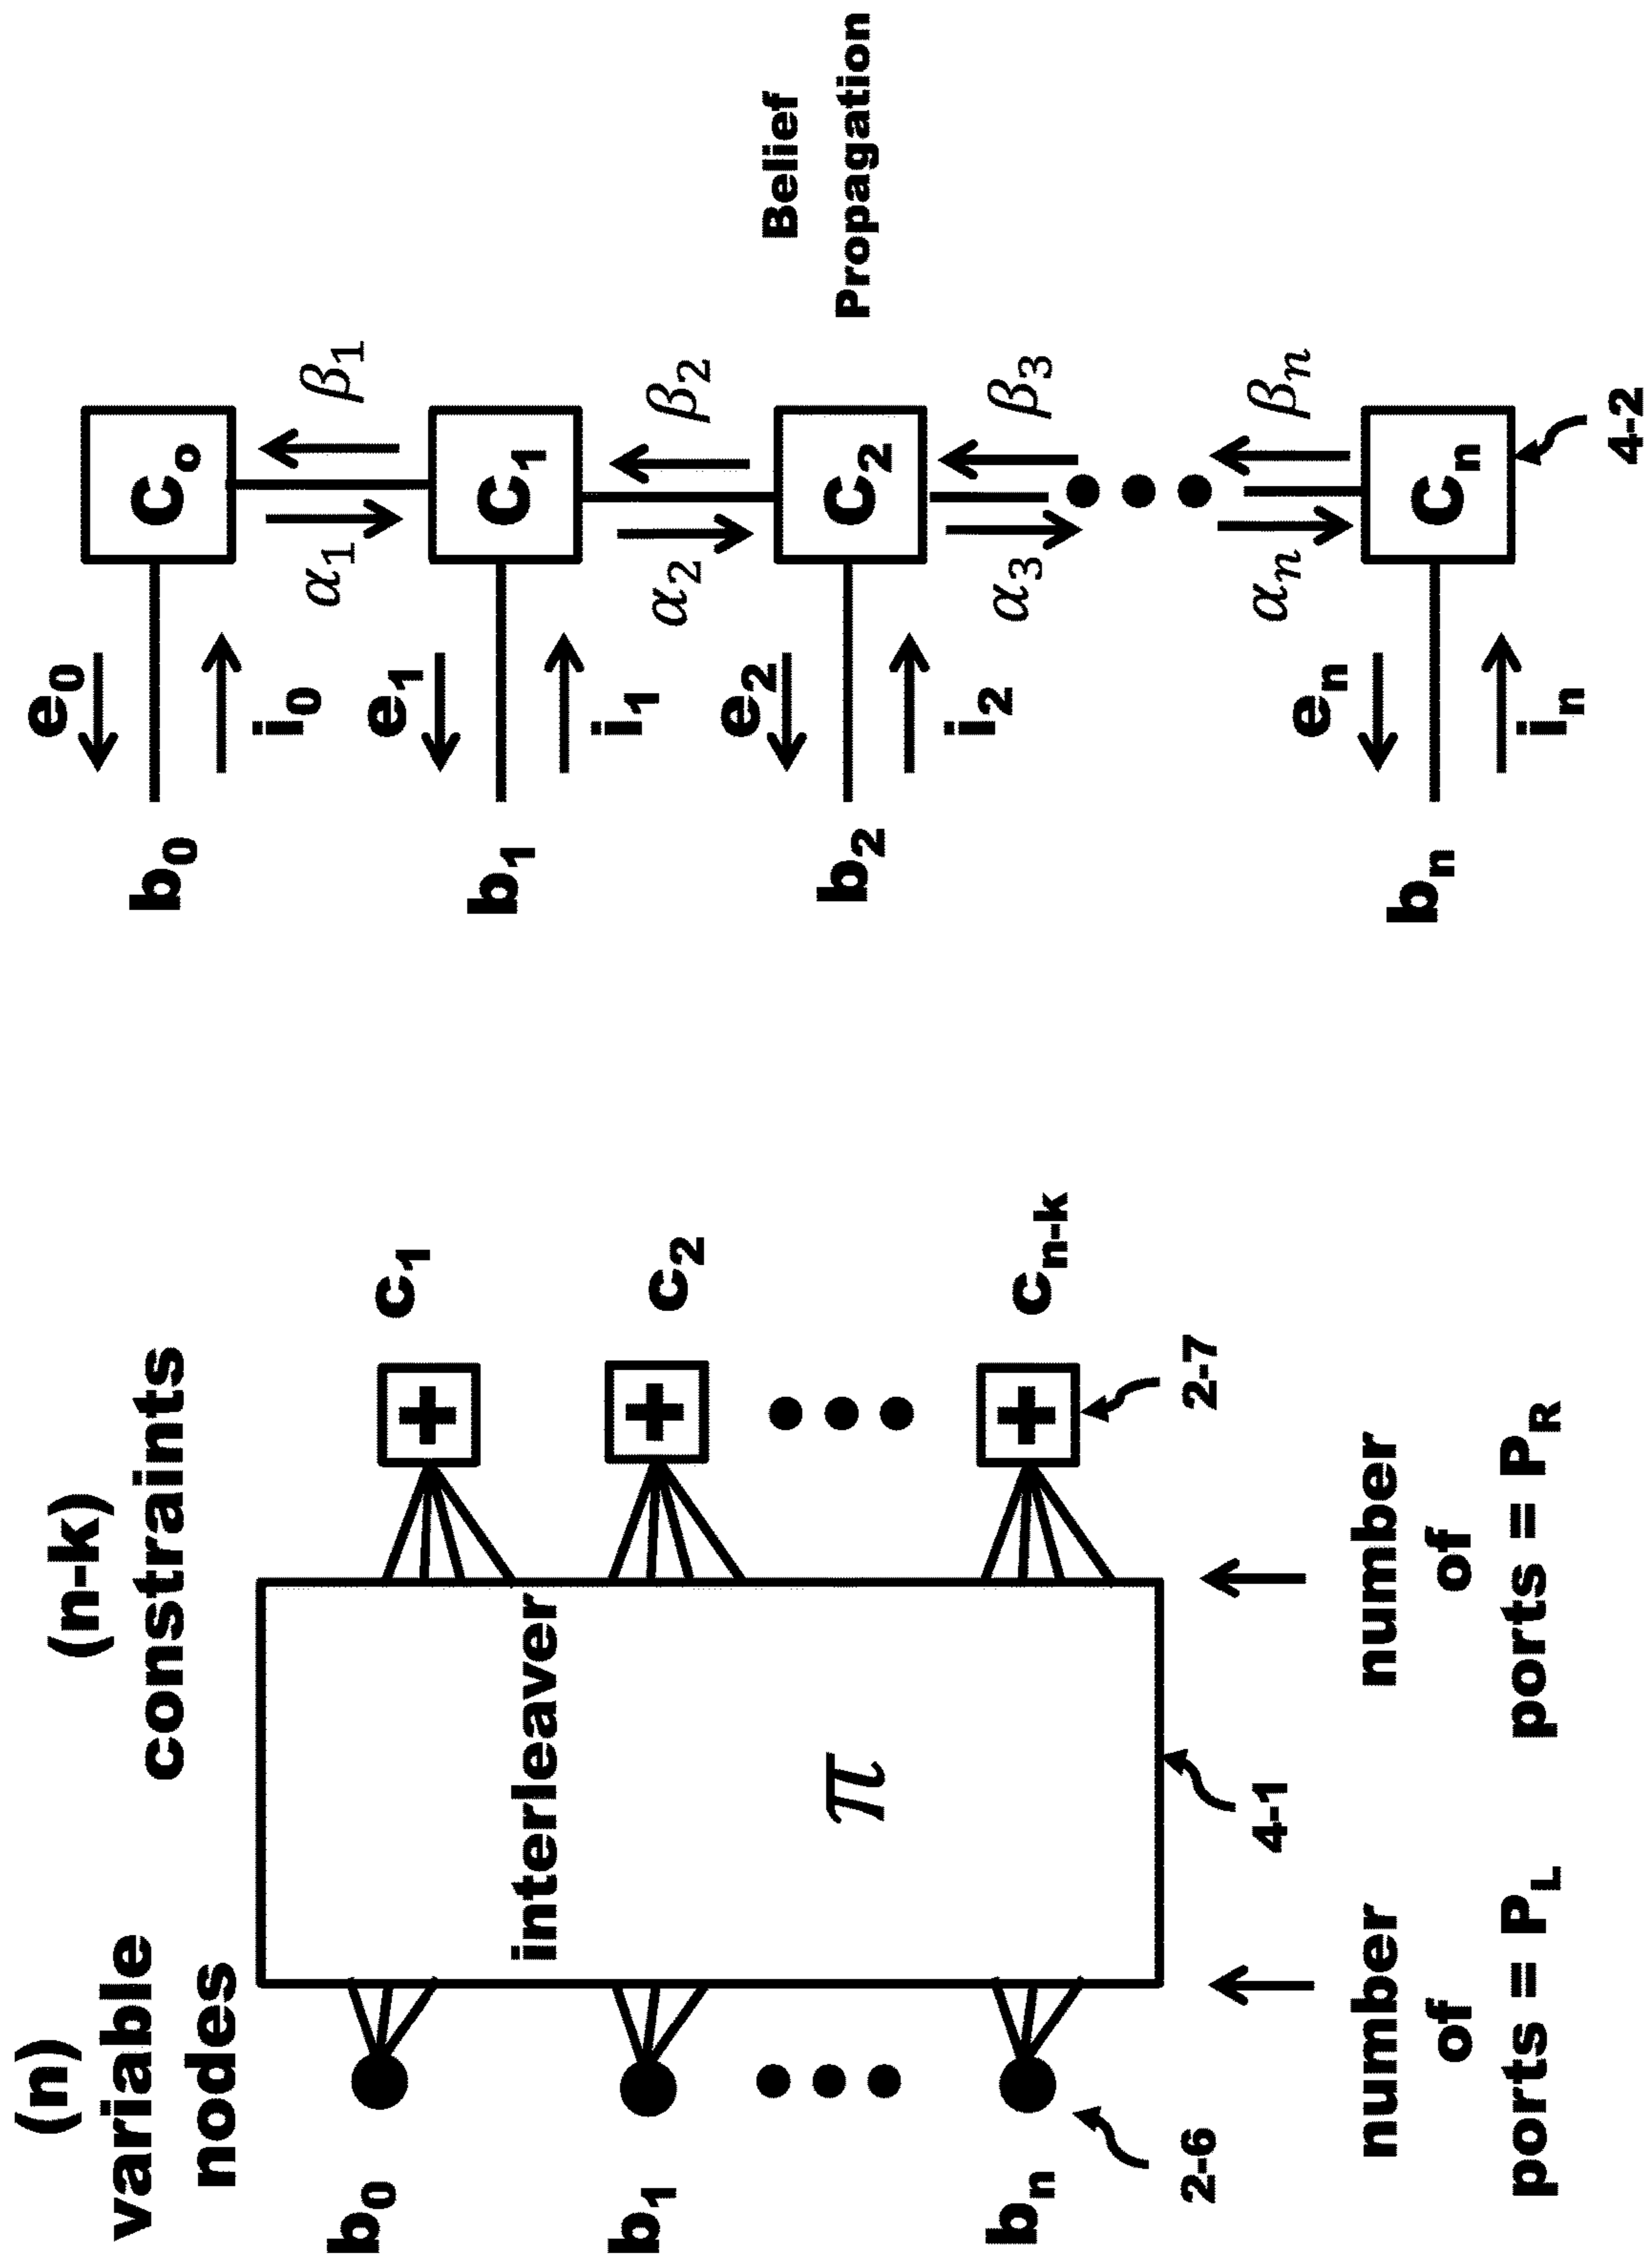 (n)
variable
nodes
(n-k)
constraints
b0
b1
bn
interleaver
π
c1
c2
cn-k
2-6
4-1
2-7
number
of
ports = PL
number
of
ports = PR
e0
b0
i0
C0
α1
β1
e1
b1
i1
C1
α2
β2
e2
b2
i2
C2
α3
β3
αn
βn
en
bn
in
Cn
4-2
Belief
Propagation